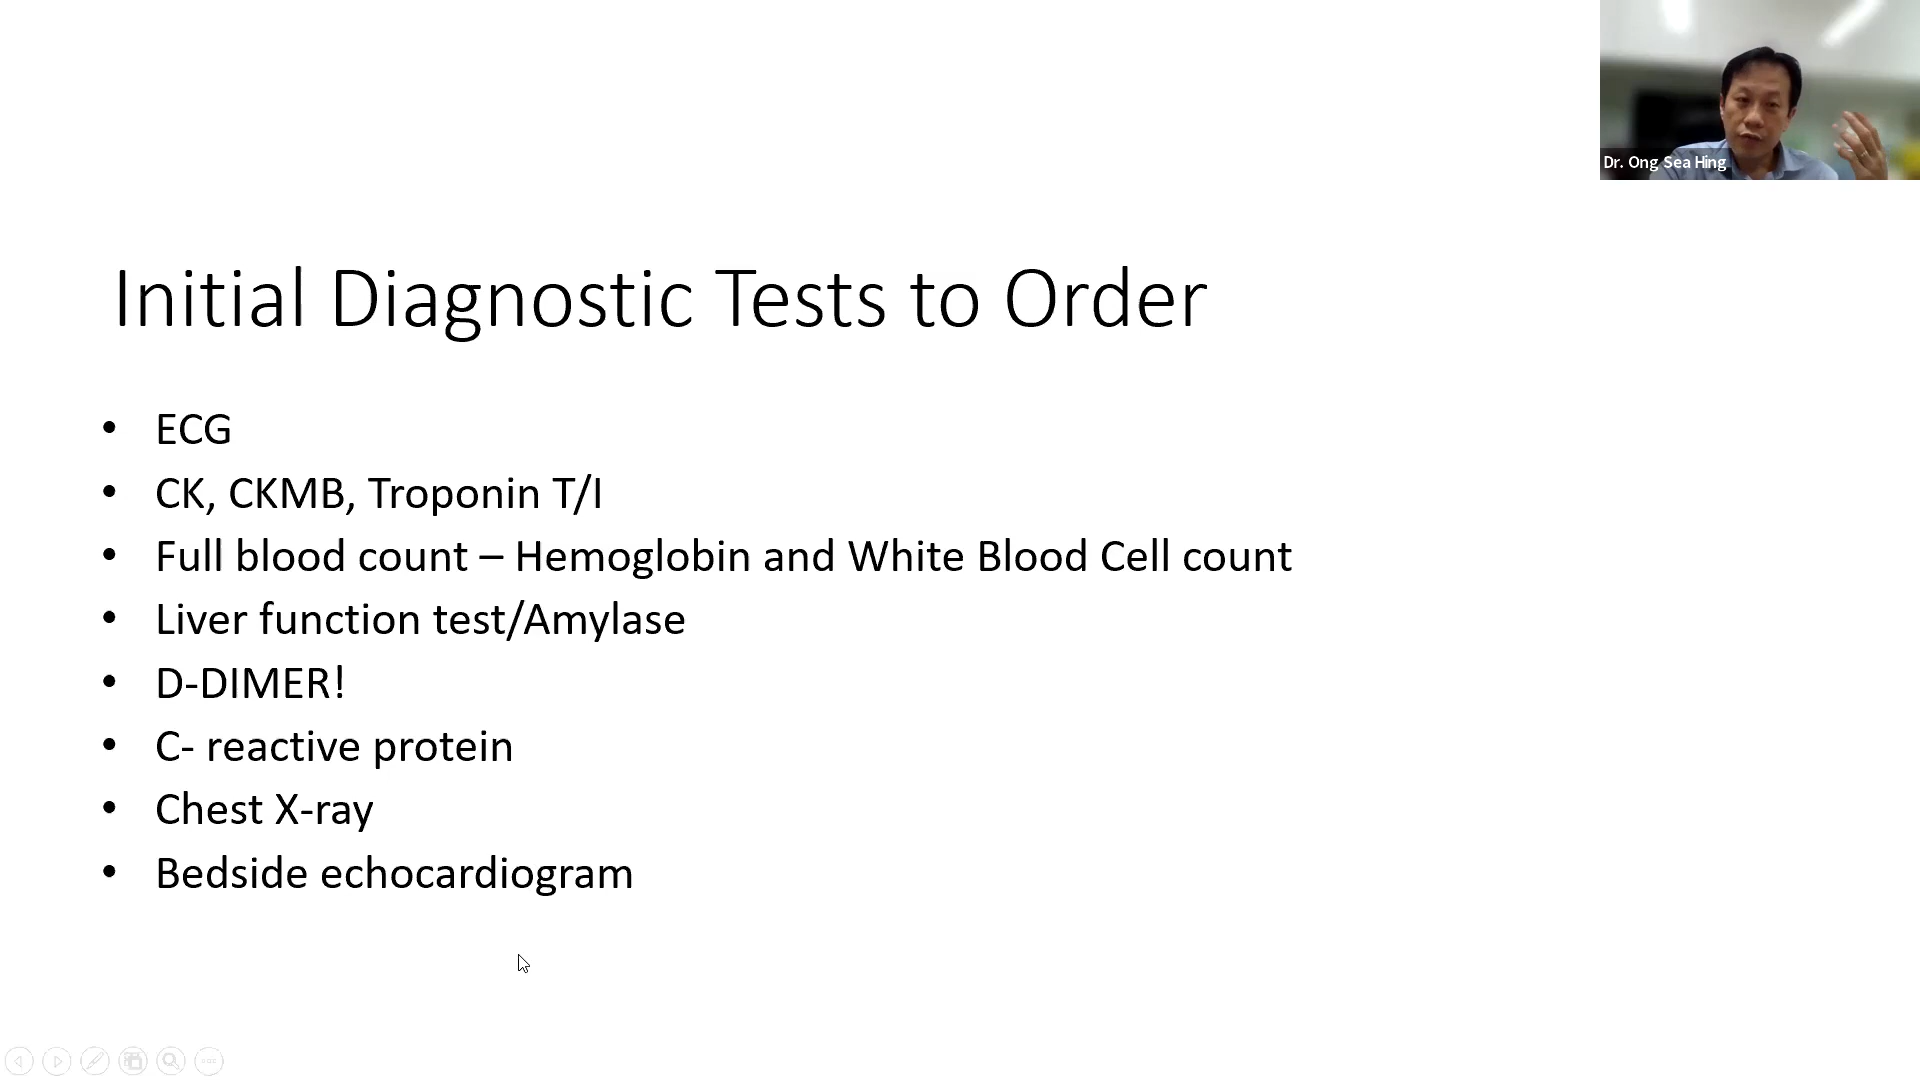 Dr. Ong Sea Hing
Initial Diagnostic Tests to Order
• ECG
• CK, CKMB, Troponin T/I
• Full blood count – Hemoglobin and White Blood Cell count
• Liver function test/Amylase
• D-DIMER!
• C- reactive protein
• Chest X-ray
• Bedside echocardiogram